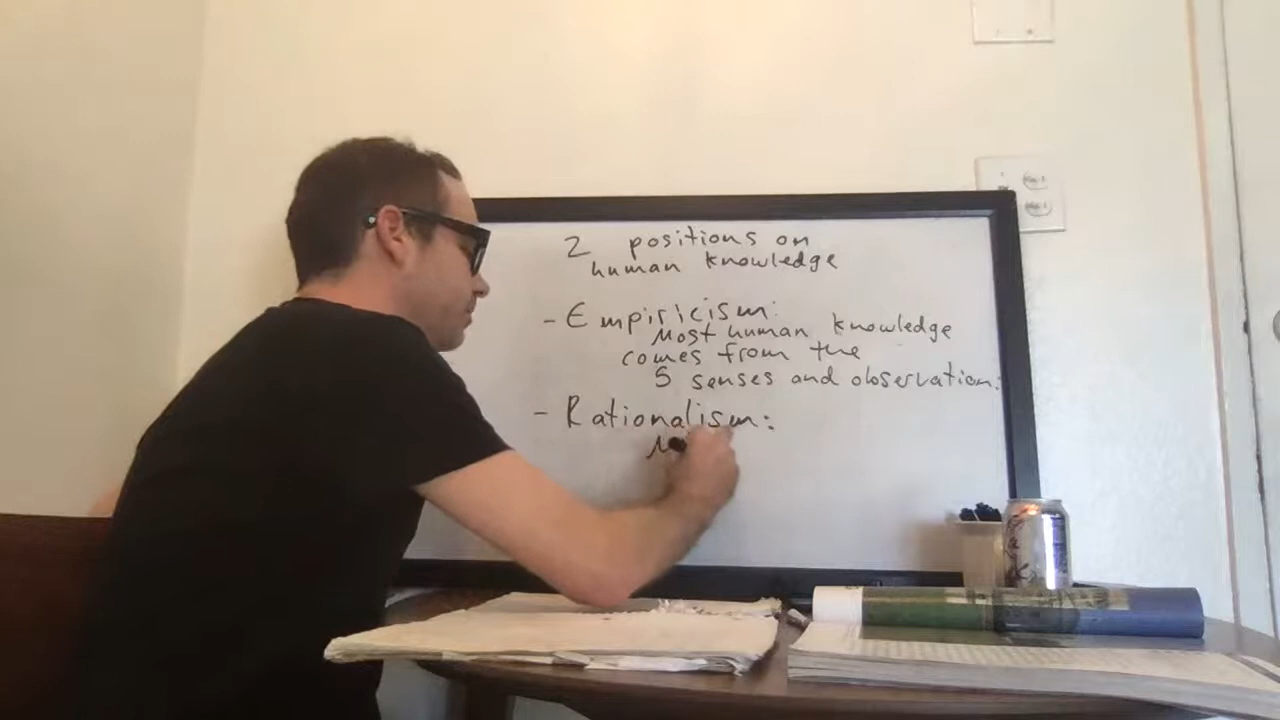 2 positions on
human knowledge
- Empiricism:
Most human knowledge
comes from the
5 senses and observation.
- Rationalism: